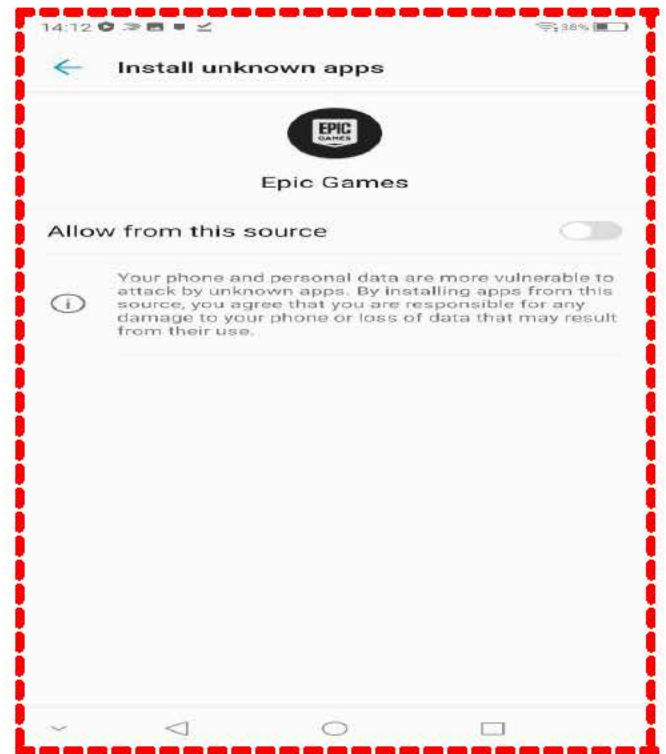 14:12 38%
Install unknown apps
EPIC
GAMES
Epic Games
Allow from this source
Your phone and personal data are more vulnerable to
attack by unknown apps. By installing apps from this
source, you agree that you are responsible for any
damage to your phone or loss of data that may result
from their use.